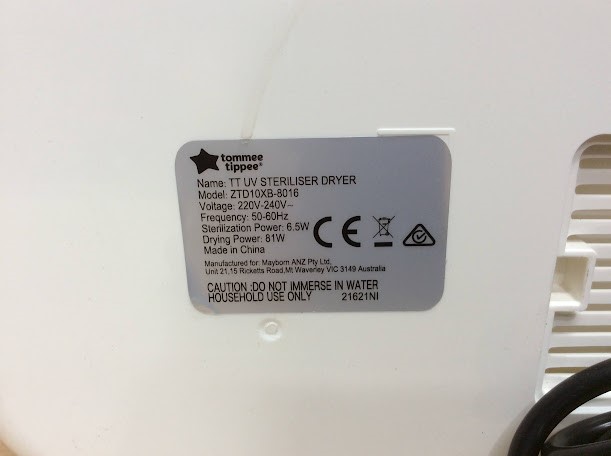 tommee
tippee®
Name: TT UV STERILISER DRYER
Model: ZTD10XB-8016
Voltage: 220V-240V~
Frequency: 50-60Hz
Sterilization Power: 6.5W
Drying Power: 81W
Made in China
CE
Manufactured for: Mayborn ANZ Pty Ltd,
Unit 21,15 Ricketts Road,Mt Waverley VIC 3149 Australia
CAUTION :DO NOT IMMERSE IN WATER
HOUSEHOLD USE ONLY 21621NI